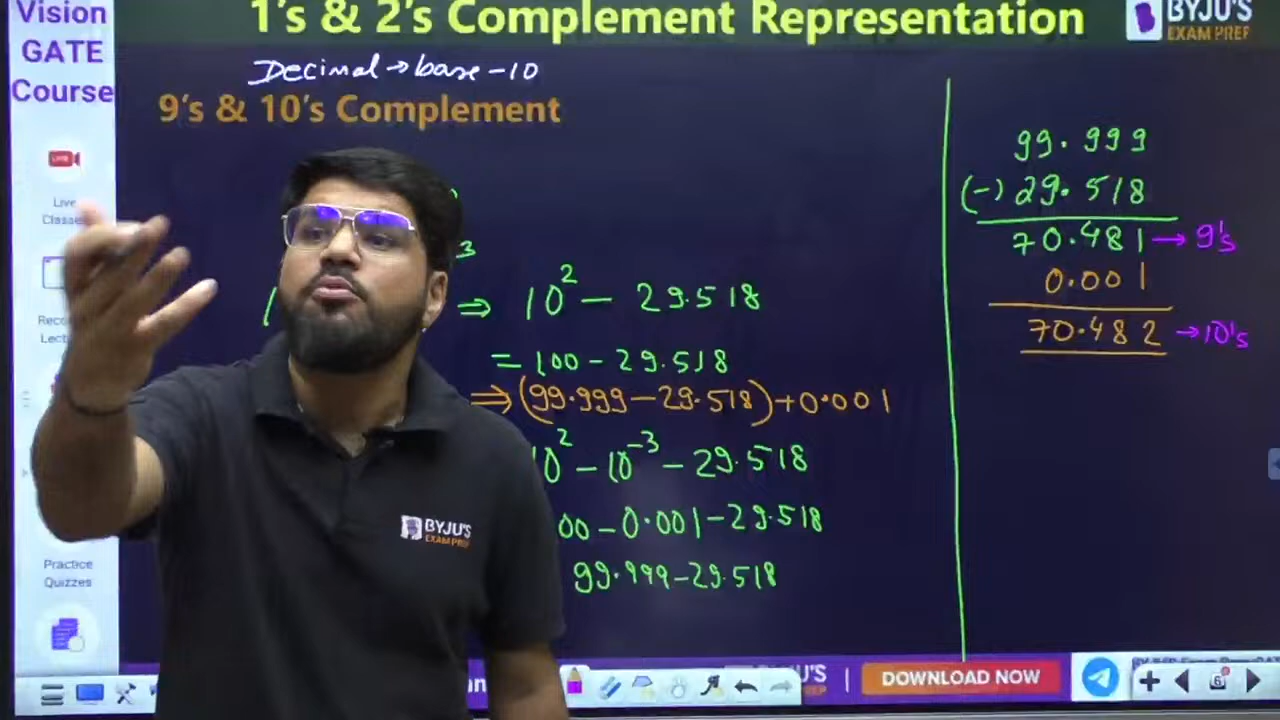 Vision
GATE
Course
1's & 2's Complement Representation
BYJU'S
EXAM PREP
Decimal → base - 10
9's & 10's Complement
Live
3
⇒ 10² - 29.518
= 100 - 29.518
⇒ (99.999 - 29.518) + 0.001
10² - 10⁻³ - 29.518
00 - 0.001 - 29.518
99.999 - 29.518
99.999
(-) 29.518
70.481 → 9's
0.001
70.482 → 10's
BYJU'S
EXAM PREP
Practice
Quizzes
DOWNLOAD NOW